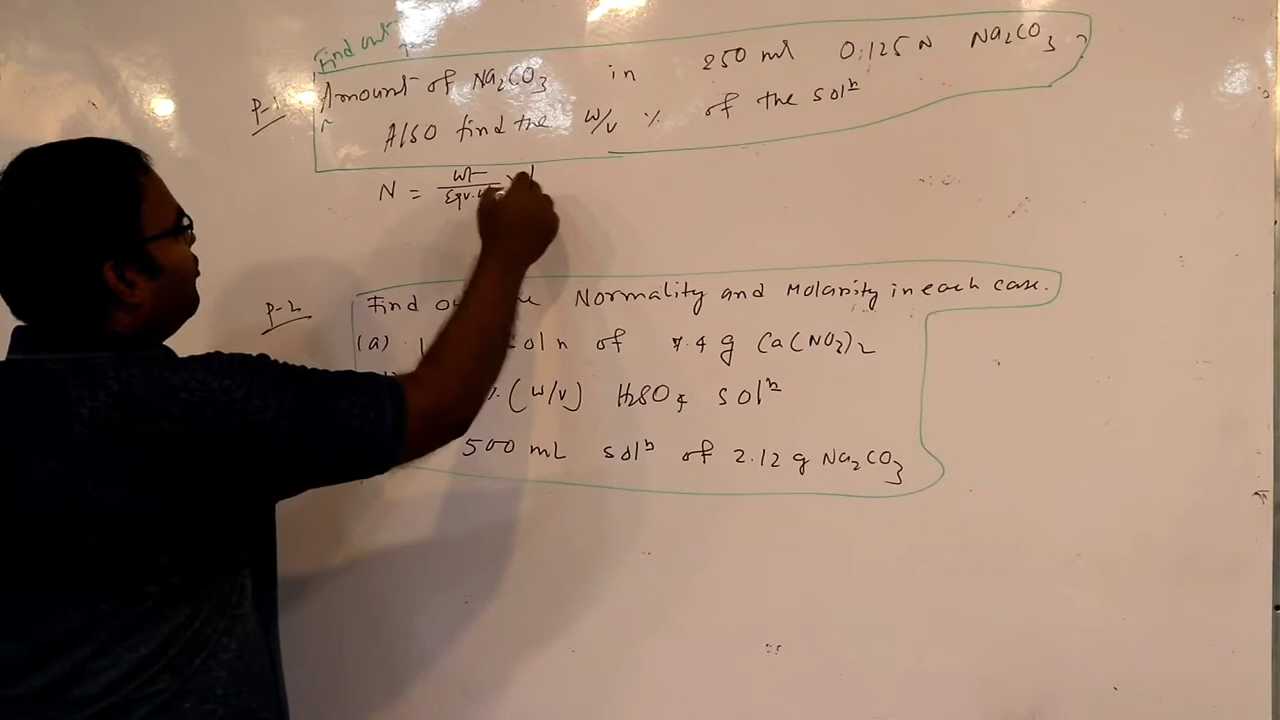 Find out
P-1 Amount of Na₂CO₃ in 250 ml 0.125 N Na₂CO₃
Also find the w/v % of the solⁿ
N = wt / Eqv.
P-2 Find Normality and Molarity in each case.
(a) soln of 7.4 g Ca(NO₃)₂
% (w/v) H₂SO₄ solⁿ
500 mL solⁿ of 2.12 g Na₂CO₃